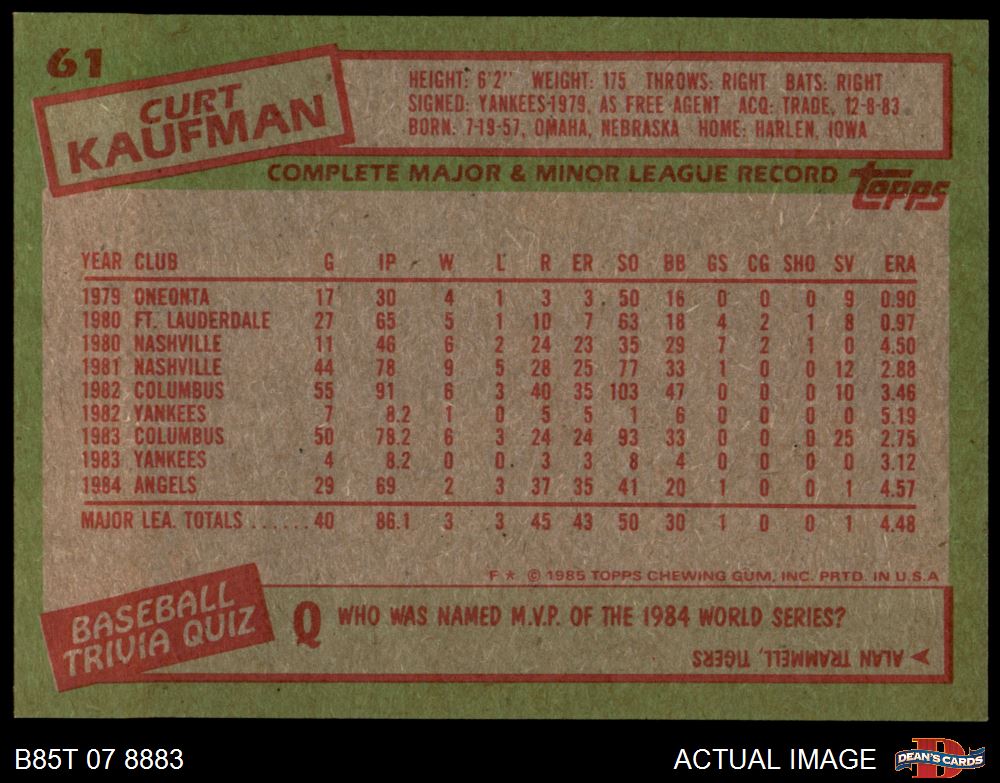 61
CURT
KAUFMAN
HEIGHT: 6'2" WEIGHT: 175 THROWS: RIGHT BATS: RIGHT
SIGNED: YANKEES-1979, AS FREE AGENT ACQ: TRADE, 12-8-83
BORN: 7-19-57, OMAHA, NEBRASKA HOME: HARLEN, IOWA
COMPLETE MAJOR & MINOR LEAGUE RECORD topps
YEAR CLUB G IP W L R ER SO BB GS CG SHO SV ERA
1979 ONEONTA 17 30 4 1 3 3 50 16 0 0 0 9 0.90
1980 FT. LAUDERDALE 27 65 5 1 10 7 63 18 4 2 1 8 0.97
1980 NASHVILLE 11 46 6 2 24 23 35 29 7 2 1 0 4.50
1981 NASHVILLE 44 78 9 5 28 25 77 33 1 0 0 12 2.88
1982 COLUMBUS 55 91 6 3 40 35 103 47 0 0 0 10 3.46
1982 YANKEES 7 8.2 1 0 5 5 1 6 0 0 0 0 5.19
1983 COLUMBUS 50 78.2 6 3 24 24 93 33 0 0 0 25 2.75
1983 YANKEES 4 8.2 0 0 3 3 8 4 0 0 0 0 3.12
1984 ANGELS 29 69 2 3 37 35 41 20 1 0 0 1 4.57
MAJOR LEA. TOTALS ......40 86.1 3 3 45 43 50 30 1 0 0 1 4.48
F ★ © 1985 TOPPS CHEWING GUM, INC. PRTD. IN U.S.A
BASEBALL
TRIVIA QUIZ
Q WHO WAS NAMED M.V.P. OF THE 1984 WORLD SERIES?
ALAN TRAMMELL, TIGERS
B85T 07 8883
ACTUAL IMAGE
D
DEAN'S CARDS